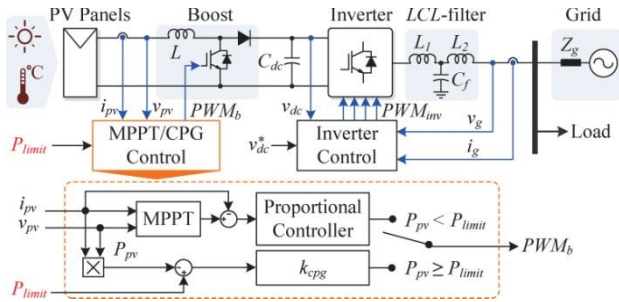 PV Panels
Boost
Inverter
LCL-filter
Grid
°C
L
C_dc
L_1
L_2
C_f
Z_g
i_pv
v_pv
PWM_b
v_dc
PWM_inv
v_g
i_g
Load
P_limit
MPPT/CPG
Control
v*_dc
Inverter
Control
i_pv
v_pv
MPPT
Proportional
Controller
P_pv < P_limit
P_pv
PWM_b
P_limit
k_cpg
P_pv ≥ P_limit